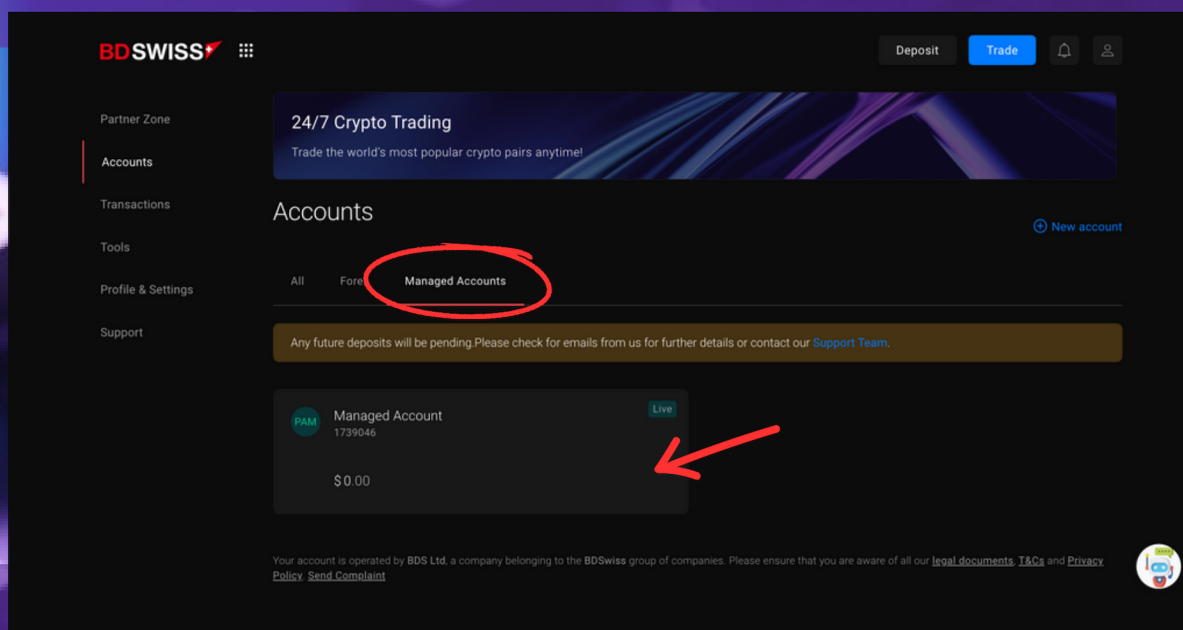 BDSWISS
Deposit
Trade
Partner Zone
Accounts
Transactions
Tools
Profile & Settings
Support
24/7 Crypto Trading
Trade the world's most popular crypto pairs anytime!
Accounts
New account
All
Fore
Managed Accounts
Any future deposits will be pending.Please check for emails from us for further details or contact our Support Team.
PAM
Managed Account
Live
1739046
$0.00
Your account is operated by BDS Ltd, a company belonging to the BDSwiss group of companies. Please ensure that you are aware of all our legal documents, T&Cs and Privacy
Policy. Send Complaint